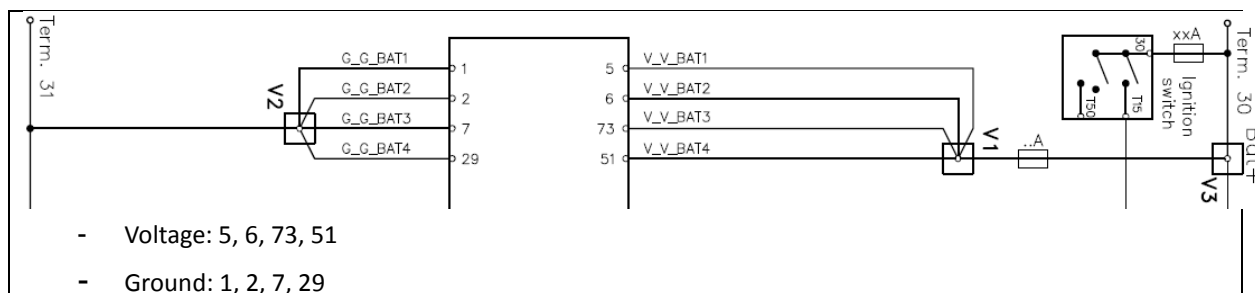 Term. 31
G_G_BAT1
1
G_G_BAT2
2
V2
G_G_BAT3
7
G_G_BAT4
29
V_V_BAT1
5
V_V_BAT2
6
V_V_BAT3
73
V_V_BAT4
51
V1
..A
xxA
30
T50
T15
Ignition
switch
Term. 30
Bat+
V3
- Voltage: 5, 6, 73, 51
- Ground: 1, 2, 7, 29